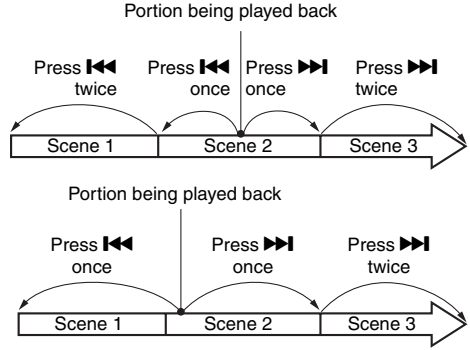 Portion being played back
Press ⏮ twice
Press ⏮ once
Press ⏭ once
Press ⏭ twice
Scene 1
Scene 2
Scene 3
Portion being played back
Press ⏮ once
Press ⏭ once
Press ⏭ twice
Scene 1
Scene 2
Scene 3